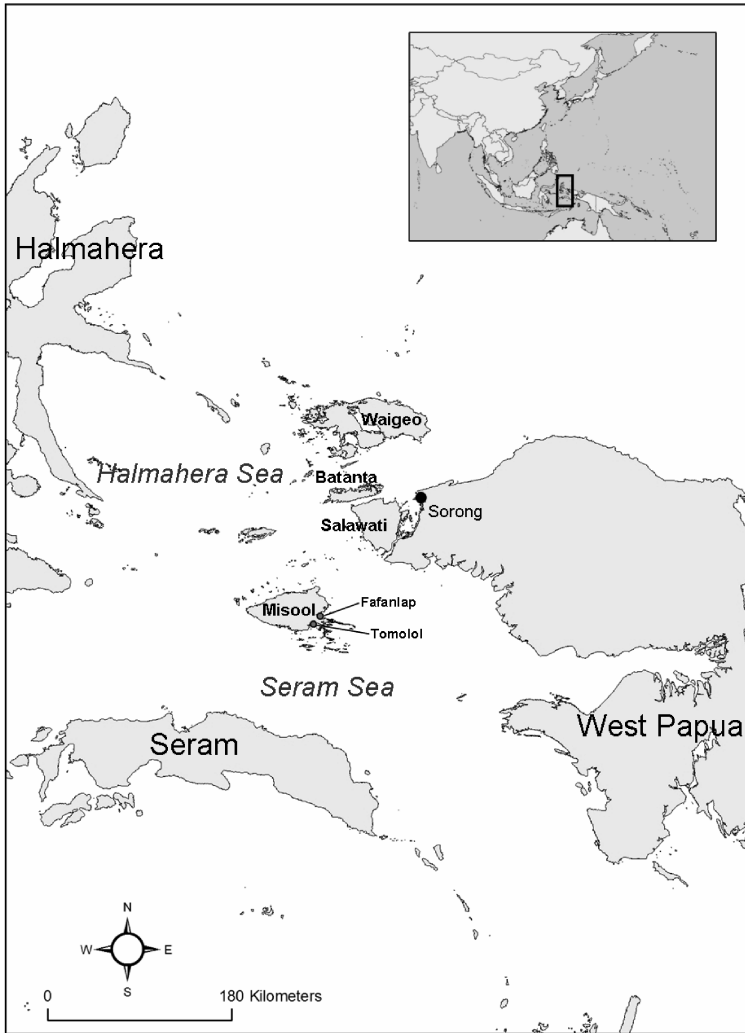 Halmahera
Waigeo
Halmahera Sea
Batanta
Sorong
Salawati
Fafanlap
Misool
Tomolol
Seram Sea
West Papua
Seram
N
W E
S
0 180 Kilometers